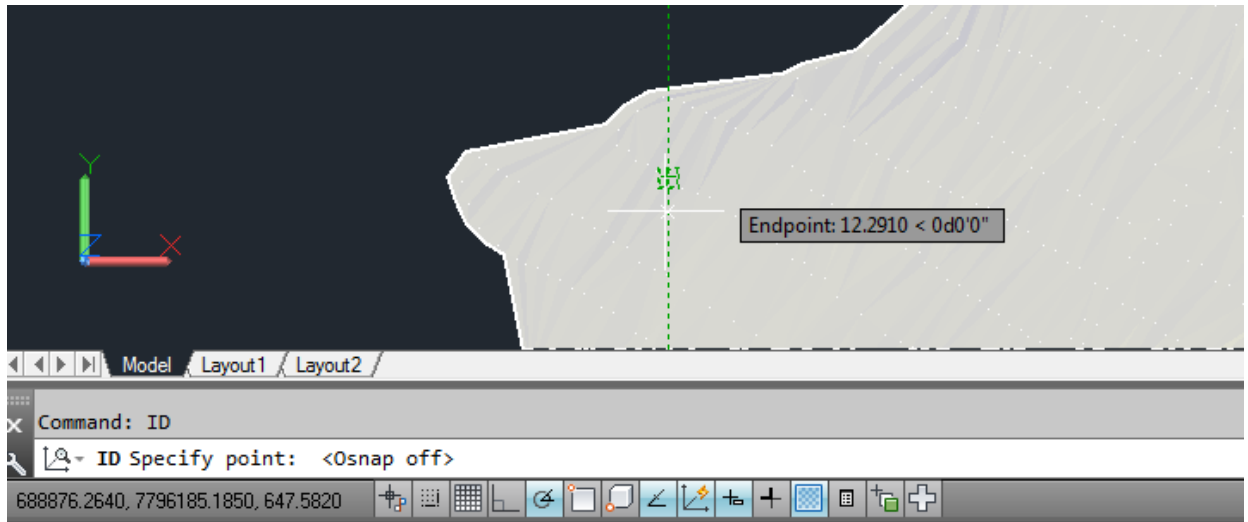 Y
Endpoint: 12.2910 < 0d0'0"
Z X
Model Layout1 Layout2
Command: ID
ID Specify point: <Osnap off>
688876.2640, 7796185.1850, 647.5820